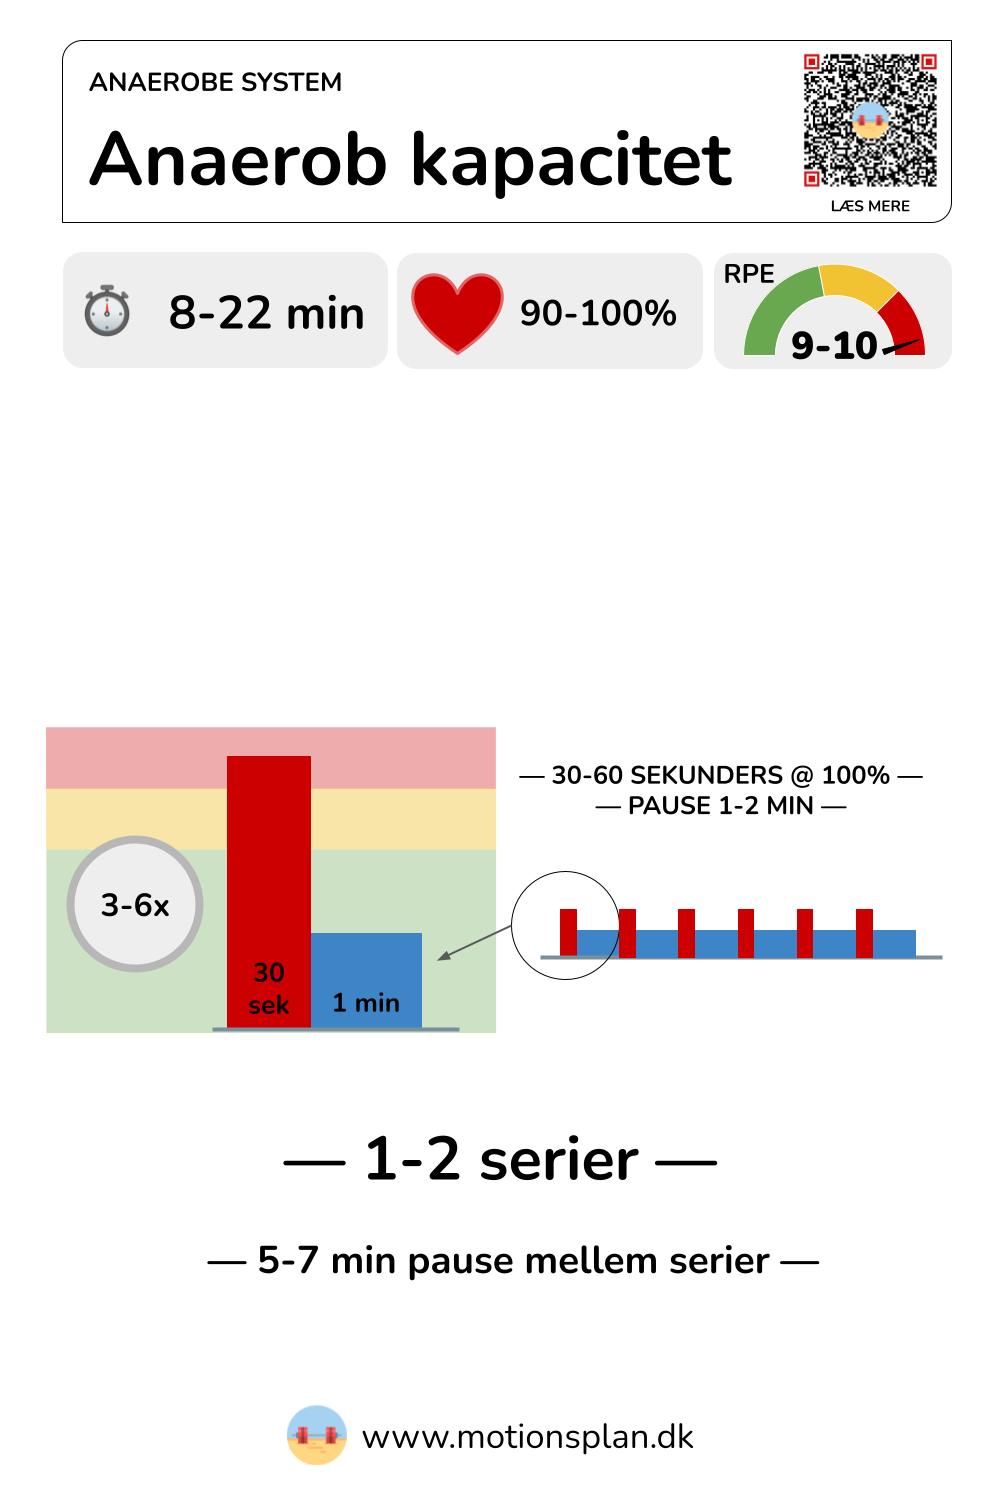 ANAEROBE SYSTEM
Anaerob kapacitet
LÆS MERE
8-22 min
90-100%
RPE
9-10
— 30-60 SEKUNDERS @ 100% —
— PAUSE 1-2 MIN —
3-6x
30
sek
1 min
— 1-2 serier —
— 5-7 min pause mellem serier —
www.motionsplan.dk